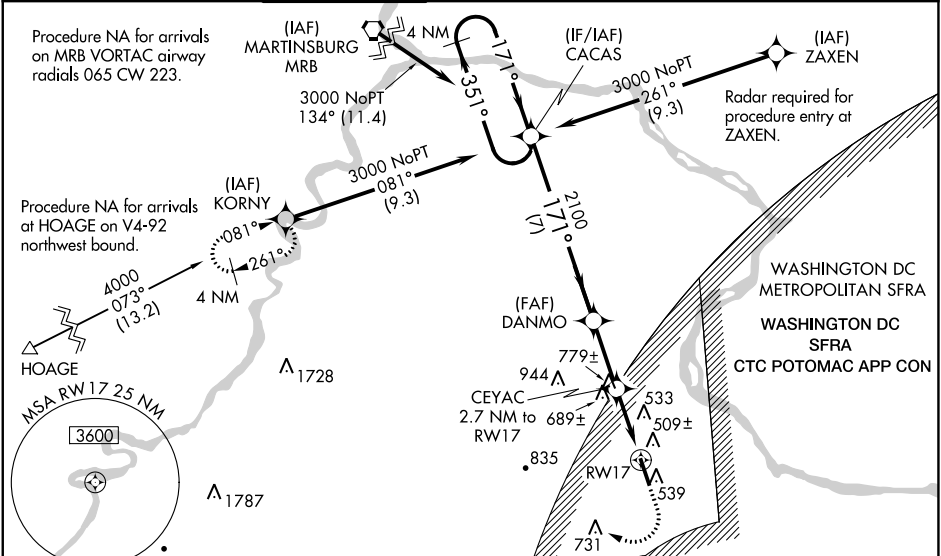 Procedure NA for arrivals
on MRB VORTAC airway
radials 065 CW 223.
(IAF)
MARTINSBURG
MRB
3000 NoPT
134° (11.4)
4 NM
171°
351°
(IF/IAF)
CACAS
(IAF)
ZAXEN
3000 NoPT
261°
(9.3)
Radar required for
procedure entry at
ZAXEN.
3000 NoPT
081°
(9.3)
(IAF)
KORNY
Procedure NA for arrivals
at HOAGE on V4-92
northwest bound.
081°
261°
4 NM
4000
073°
(13.2)
HOAGE
2100
171°
(7)
(FAF)
DANMO
WASHINGTON DC
METROPOLITAN SFRA
WASHINGTON DC
SFRA
CTC POTOMAC APP CON
1728
944
779±
CEYAC
2.7 NM to
RW17
689±
533
509±
835
RW17
539
731
MSA RW17 25 NM
3600
1787